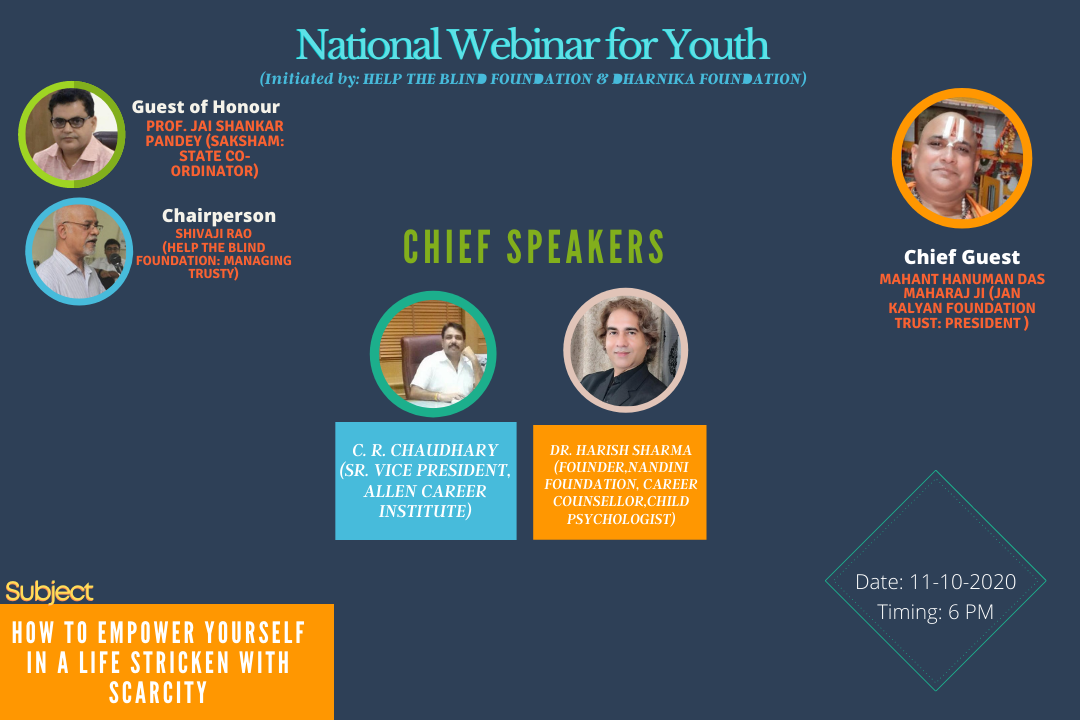 National Webinar for Youth
(Initiated by: HELP THE BLIND FOUNDATION & DHARNIKA FOUNDATION)
Guest of Honour
PROF. JAI SHANKAR
PANDEY (SAKSHAM:
STATE CO-
ORDINATOR)
Chairperson
SHIVAJI RAO
(HELP THE BLIND
FOUNDATION: MANAGING
TRUSTY)
Chief Guest
MAHANT HANUMAN DAS
MAHARAJ JI (JAN
KALYAN FOUNDATION
TRUST: PRESIDENT )
CHIEF SPEAKERS
C. R. CHAUDHARY
(SR. VICE PRESIDENT,
ALLEN CAREER
INSTITUTE)
DR. HARISH SHARMA
(FOUNDER,NANDINI
FOUNDATION, CAREER
COUNSELLOR,CHILD
PSYCHOLOGIST)
Date: 11-10-2020
Timing: 6 PM
Subject
HOW TO EMPOWER YOURSELF
IN A LIFE STRICKEN WITH
SCARCITY